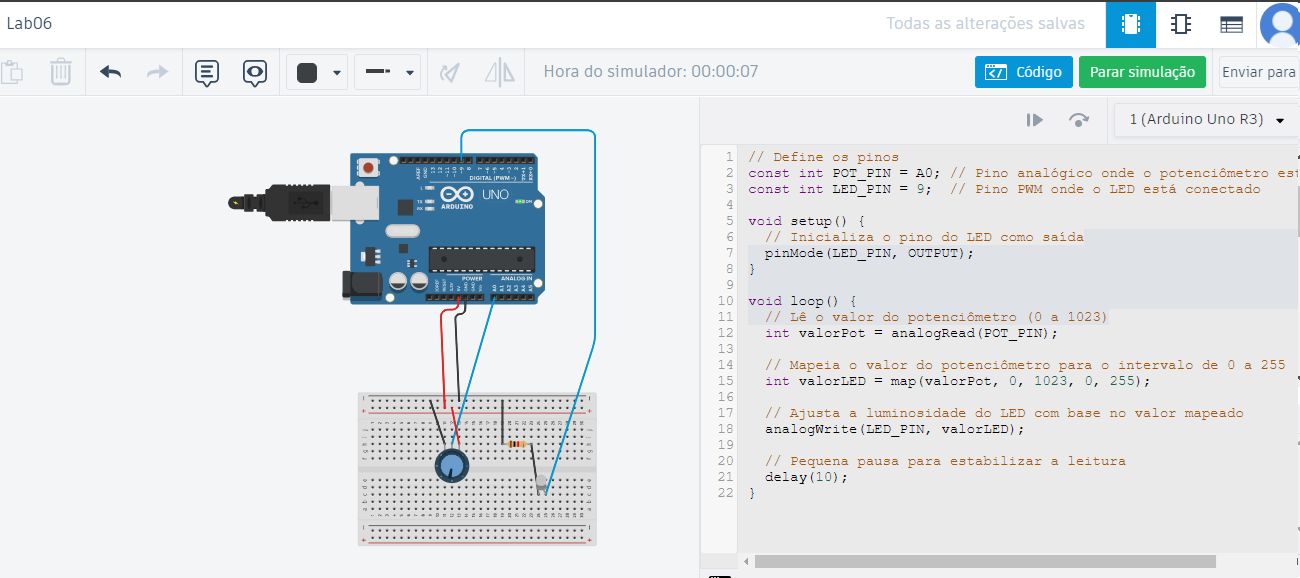 Lab06
Todas as alterações salvas
Hora do simulador: 00:00:07
Código
Parar simulação
Enviar para
1 (Arduino Uno R3)
DIGITAL (PWM~)
UNO
ARDUINO
POWER
ANALOG IN
1 // Define os pinos
2 const int POT_PIN = A0; // Pino analógico onde o potenciômetro est
3 const int LED_PIN = 9;  // Pino PWM onde o LED está conectado
4
5 void setup() {
6   // Inicializa o pino do LED como saída
7   pinMode(LED_PIN, OUTPUT);
8 }
9
10 void loop() {
11   // Lê o valor do potenciômetro (0 a 1023)
12   int valorPot = analogRead(POT_PIN);
13
14   // Mapeia o valor do potenciômetro para o intervalo de 0 a 255
15   int valorLED = map(valorPot, 0, 1023, 0, 255);
16
17   // Ajusta a luminosidade do LED com base no valor mapeado
18   analogWrite(LED_PIN, valorLED);
19
20   // Pequena pausa para estabilizar a leitura
21   delay(10);
22 }